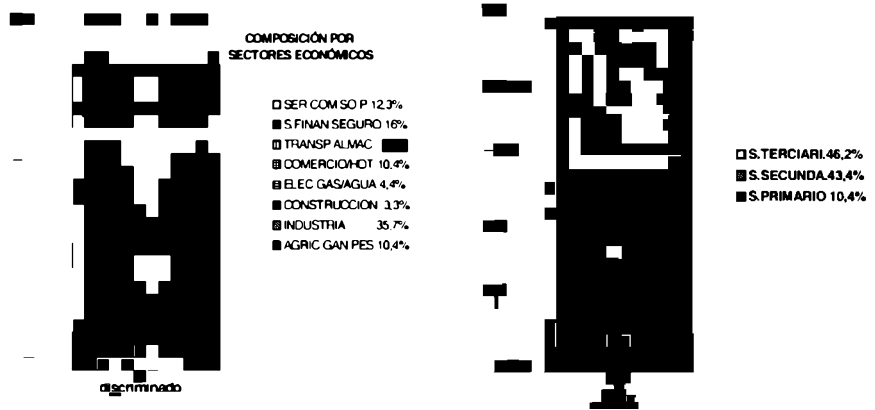 COMPOSICIÓN POR
SECTORES ECONÓMICOS
SER COM SO P 12,3%
S.FINAN SEGURO 16%
TRANSP ALMAC
COMERCIO/HOT 10.4%
ELEC GAS/AGUA 4,4%
CONSTRUCCION 3,3%
INDUSTRIA 35,7%
AGRIC GAN PES 10,4%
discriminado
S.TERCIARI.46,2%
S.SECUNDA.43,4%
S.PRIMARIO 10,4%